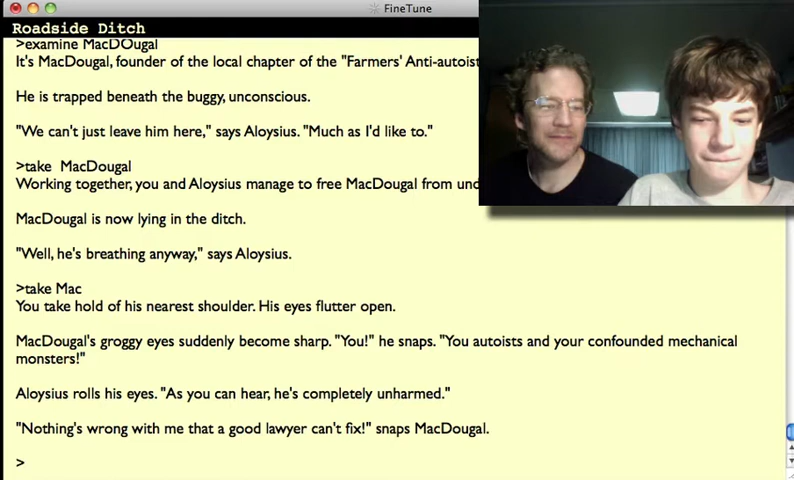 FineTune
Roadside Ditch
>examine MacDOugal
It's MacDougal, founder of the local chapter of the "Farmers' Anti-autoist
He is trapped beneath the buggy, unconscious.
"We can't just leave him here," says Aloysius. "Much as I'd like to."
>take  MacDougal
Working together, you and Aloysius manage to free MacDougal from und
MacDougal is now lying in the ditch.
"Well, he's breathing anyway," says Aloysius.
>take Mac
You take hold of his nearest shoulder. His eyes flutter open.
MacDougal's groggy eyes suddenly become sharp. "You!" he snaps. "You autoists and your confounded mechanical
monsters!"
Aloysius rolls his eyes. "As you can hear, he's completely unharmed."
"Nothing's wrong with me that a good lawyer can't fix!" snaps MacDougal.
>